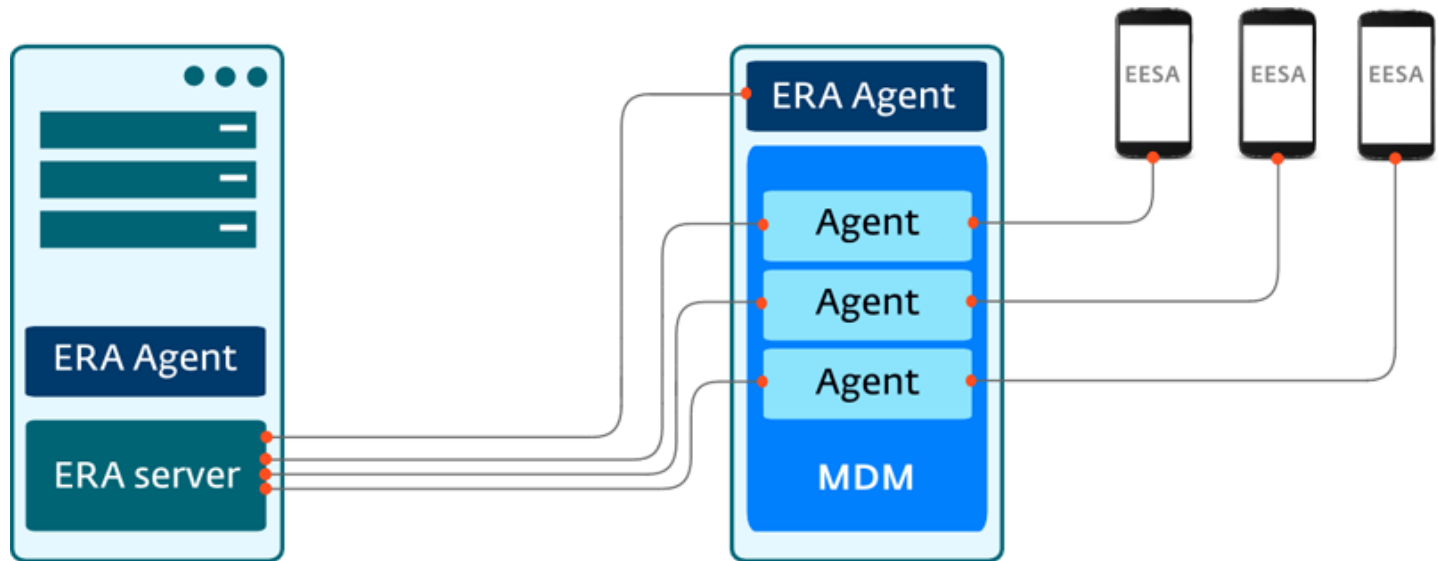 ERA Agent
ERA server
ERA Agent
Agent
Agent
Agent
MDM
EESA
EESA
EESA